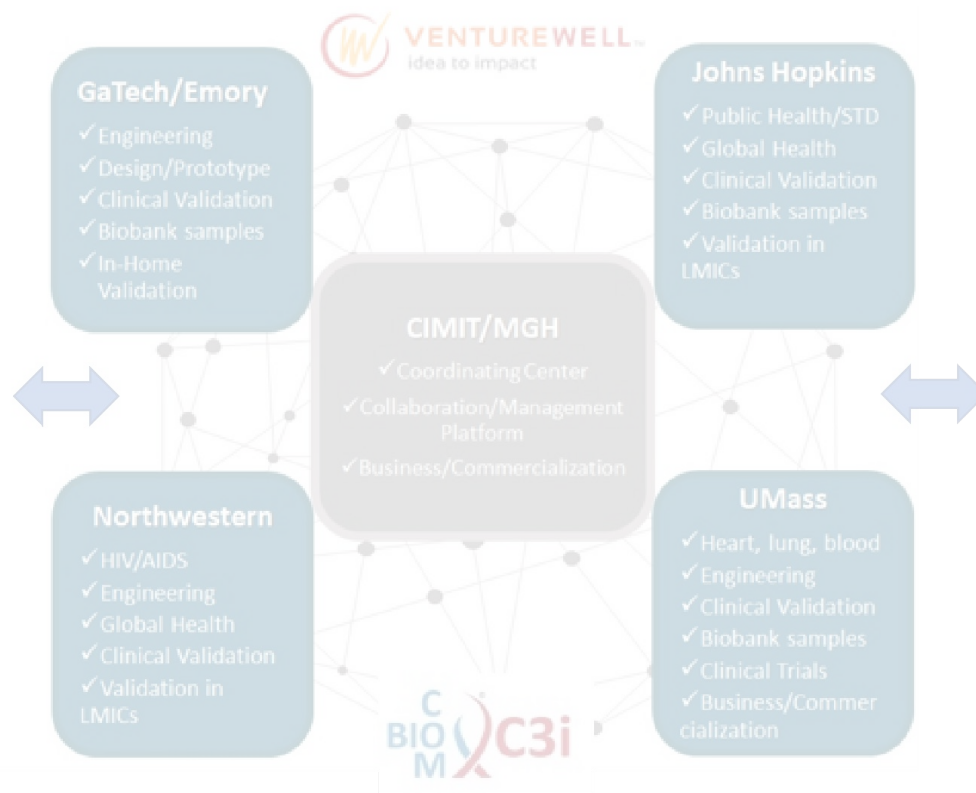 VENTUREWELL™
idea to impact
GaTech/Emory
✓Engineering
✓Design/Prototype
✓Clinical Validation
✓Biobank samples
✓In-Home
Validation
Johns Hopkins
✓Public Health/STD
✓Global Health
✓Clinical Validation
✓Biobank samples
✓Validation in
LMICs
CIMIT/MGH
✓Coordinating Center
✓Collaboration/Management
Platform
✓Business/Commercialization
Northwestern
✓HIV/AIDS
✓Engineering
✓Global Health
✓Clinical Validation
✓Validation in
LMICs
UMass
✓Heart, lung, blood
✓Engineering
✓Clinical Validation
✓Biobank samples
✓Clinical Trials
✓Business/Commer
cialization
C
BIO
M
C3i